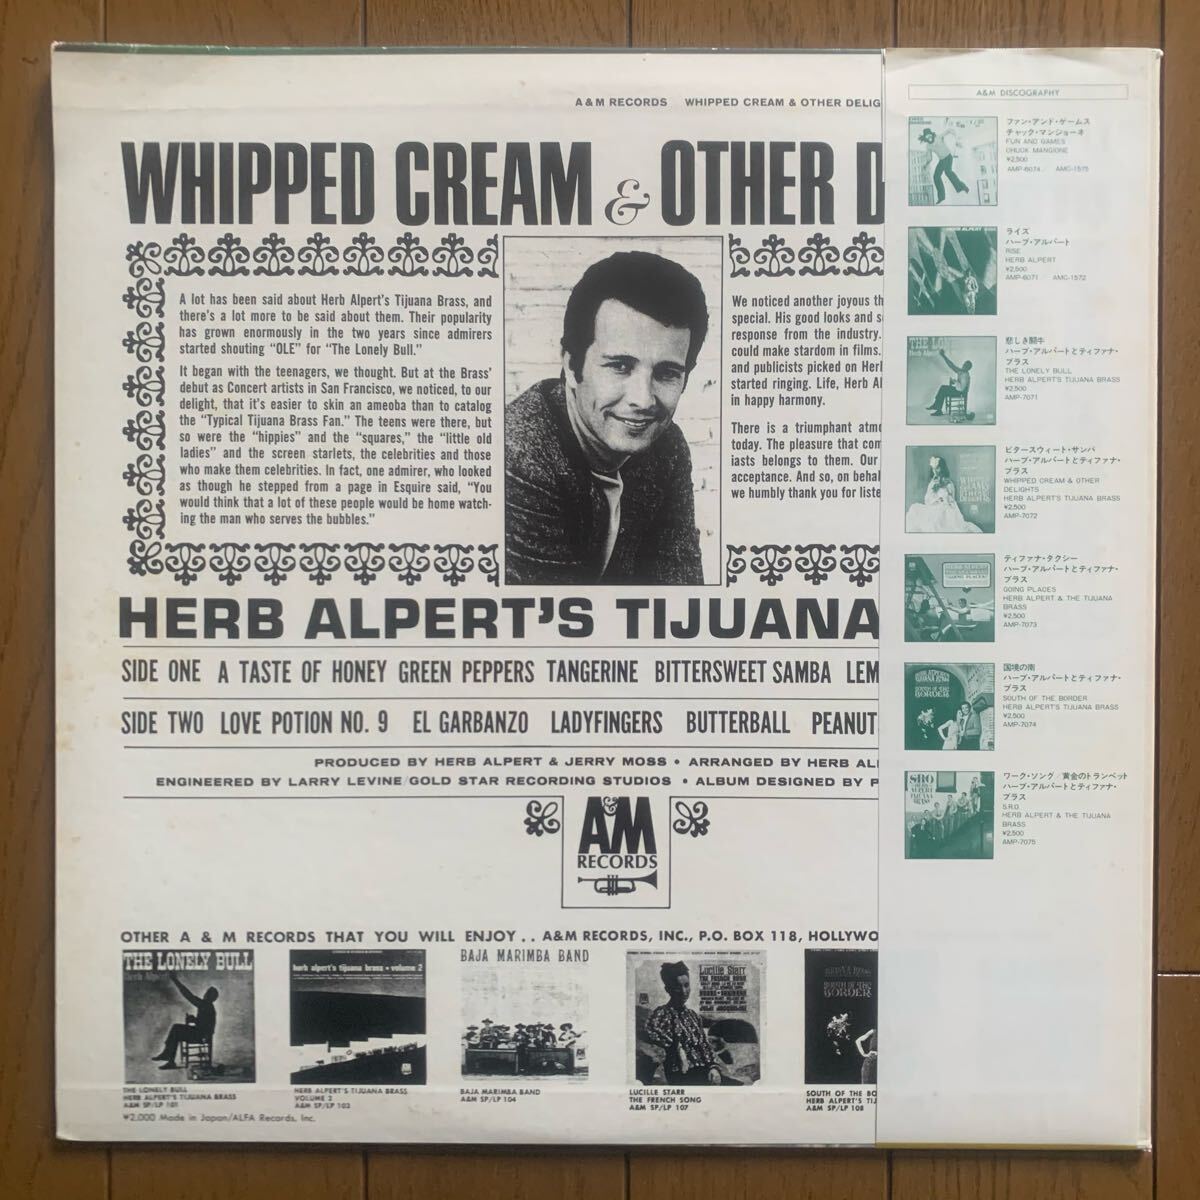 A & M RECORDS WHIPPED CREAM & OTHER DELIG
WHIPPED CREAM & OTHER D
A lot has been said about Herb Alpert's Tijuana Brass, and
there's a lot more to be said about them. Their popularity
has grown enormously in the two years since admirers
started shouting "OLE" for "The Lonely Bull."
It began with the teenagers, we thought. But at the Brass'
debut as Concert artists in San Francisco, we noticed, to our
delight, that it's easier to skin an ameoba than to catalog
the "Typical Tijuana Brass Fan." The teens were there, but
so were the "hippies" and the "squares," the "little old
ladies" and the screen starlets, the celebrities and those
who make them celebrities. In fact, one admirer, who looked
as though he stepped from a page in Esquire said, "You
would think that a lot of these people would be home watch-
ing the man who serves the bubbles."
We noticed another joyous th
special. His good looks and s
response from the industry.
could make stardom in films.
and publicists picked on Her
started ringing. Life, Herb Al
in happy harmony.
There is a triumphant atmo
today. The pleasure that com
iasts belongs to them. Our
acceptance. And so, on behal
we humbly thank you for liste
HERB ALPERT'S TIJUANA
SIDE ONE A TASTE OF HONEY GREEN PEPPERS TANGERINE BITTERSWEET SAMBA LEM
SIDE TWO LOVE POTION NO. 9 EL GARBANZO LADYFINGERS BUTTERBALL PEANUT
PRODUCED BY HERB ALPERT & JERRY MOSS • ARRANGED BY HERB AL
ENGINEERED BY LARRY LEVINE/GOLD STAR RECORDING STUDIOS • ALBUM DESIGNED BY P
A&M
RECORDS
OTHER A & M RECORDS THAT YOU WILL ENJOY . . A&M RECORDS, INC., P.O. BOX 118, HOLLYWO
THE LONELY BULL
Herb Alpert
herb alpert's tijuana brass • volume 2
BAJA MARIMBA BAND
Lucille Starr
THE FRENCH SONG
SOUTH OF THE
BORDER
THE LONELY BULL
HERB ALPERT'S TIJUANA BRASS
A&M SP/LP 101
HERB ALPERT'S TIJUANA BRASS
VOLUME 2
A&M SP/LP 103
BAJA MARIMBA BAND
A&M SP/LP 104
LUCILLE STARR
THE FRENCH SONG
A&M SP/LP 107
SOUTH OF THE BO
HERB ALPERT'S TIJ
A&M SP/LP 108
¥2,000 Made in Japan/ALFA Records, Inc.
A&M DISCOGRAPHY
ファン・アンド・ゲームス
チャック・マンジョーネ
FUN AND GAMES
CHUCK MANGIONE
¥2,500
AMP-6074 AMC-1575
ライズ
ハーブ・アルパート
RISE
HERB ALPERT
¥2,500
AMP-6071 AMC-1572
悲しき闘牛
ハーブ・アルパートとティファナ・
ブラス
THE LONELY BULL
HERB ALPERT'S TIJUANA BRASS
¥2,500
AMP-7071
ビタースウィート・サンバ
ハーブ・アルパートとティファナ・
ブラス
WHIPPED CREAM & OTHER
DELIGHTS
HERB ALPERT'S TIJUANA BRASS
¥2,500
AMP-7072
ティファナ・タクシー
ハーブ・アルパートとティファナ・
ブラス
GOING PLACES
HERB ALPERT & THE TIJUANA
BRASS
¥2,500
AMP-7073
国境の南
ハーブ・アルパートとティファナ・
ブラス
SOUTH OF THE BORDER
HERB ALPERT'S TIJUANA BRASS
¥2,500
AMP-7074
ワーク・ソング/黄金のトランペット
ハーブ・アルパートとティファナ・
ブラス
S.R.O.
HERB ALPERT & THE TIJUANA
BRASS
¥2,500
AMP-7075